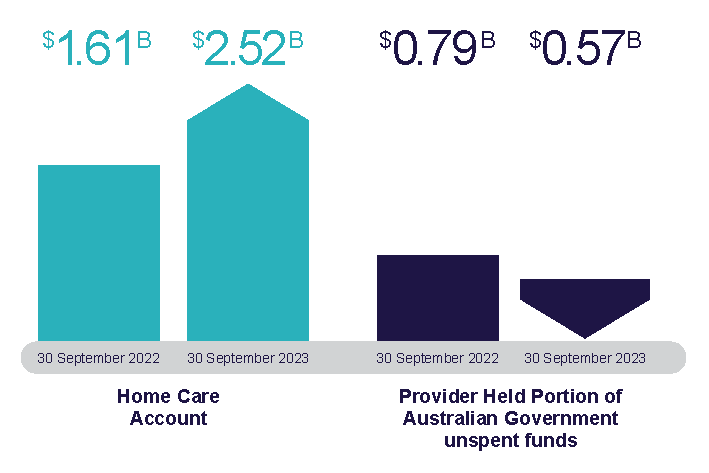 $1.61B $2.52B $0.79B $0.57B
30 September 2022 30 September 2023 30 September 2022 30 September 2023
Home Care
Account
Provider Held Portion of
Australian Government
unspent funds